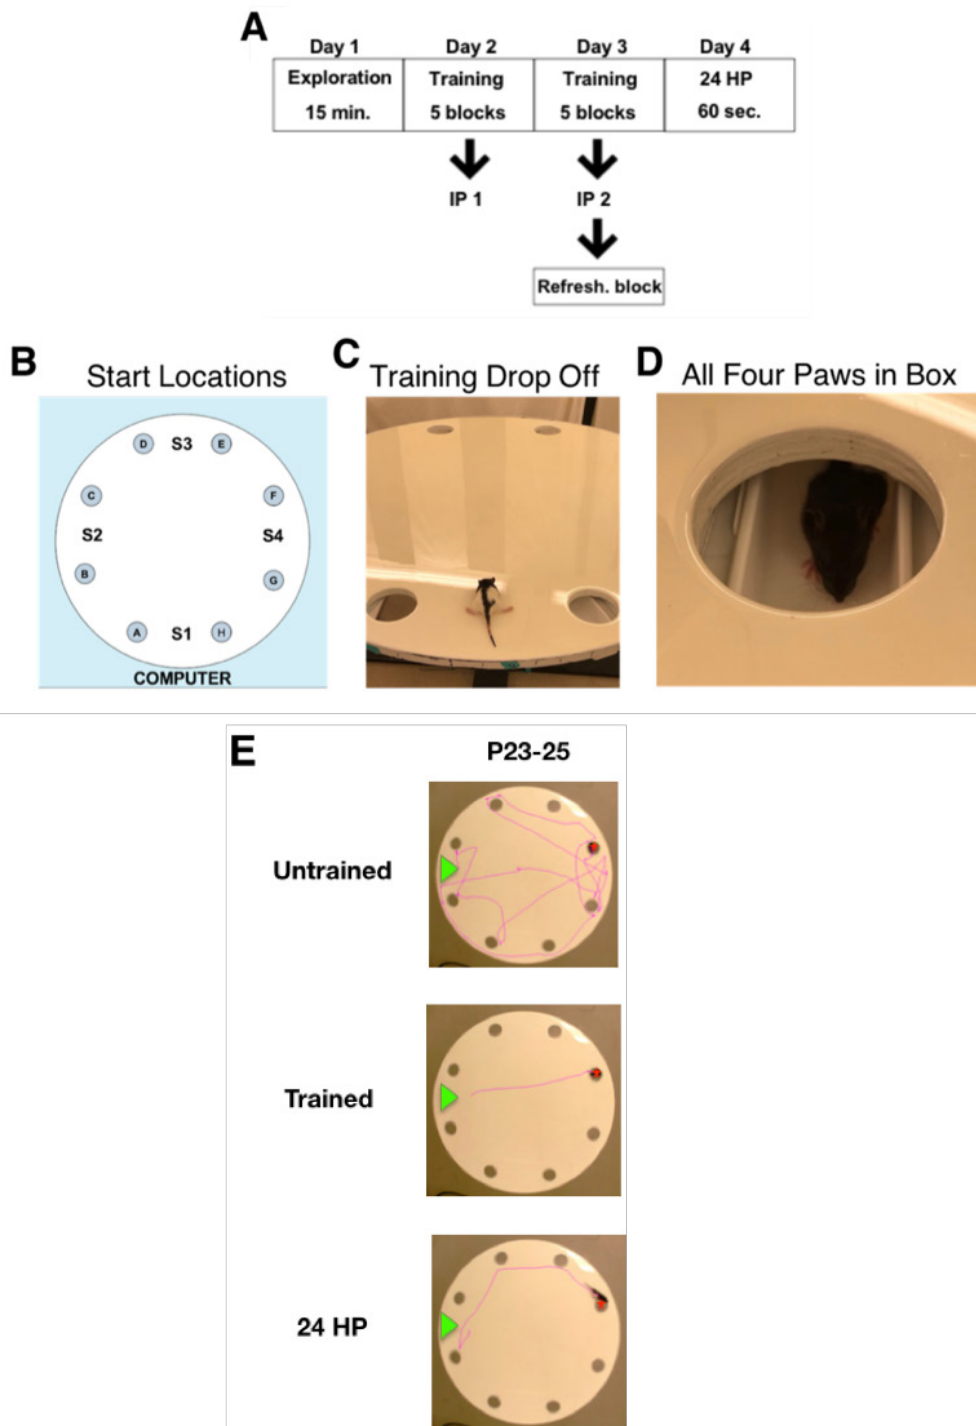 A
Day 1 Day 2 Day 3 Day 4
Exploration Training Training 24 HP
15 min. 5 blocks 5 blocks 60 sec.
IP 1 IP 2
Refresh. block
B Start Locations
C Training Drop Off
D All Four Paws in Box
D S3 E
C F
S2 S4
B G
A S1 H
COMPUTER
E P23-25
Untrained
Trained
24 HP